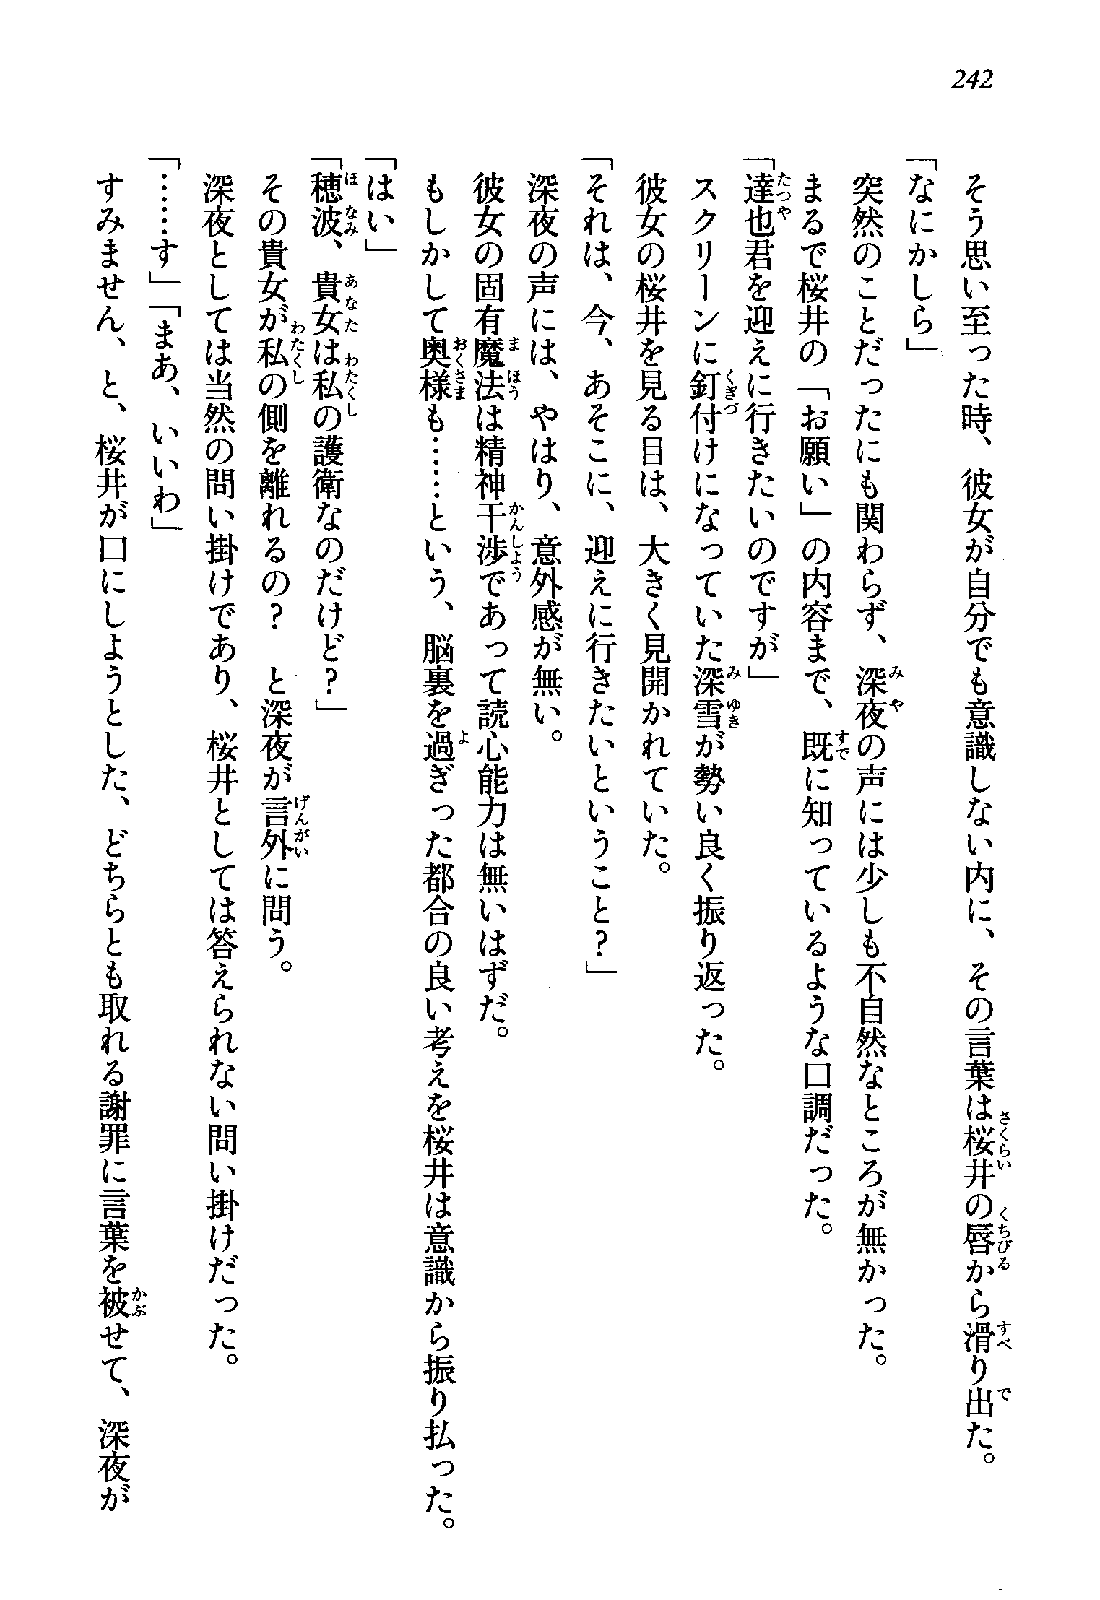 242
そう思い至った時、彼女が自分でも意識しない内に、その言葉は桜井の唇から滑り出た。
「なにかしら」
突然のことだったにも関わらず、深夜の声には少しも不自然なところが無かった。
まるで桜井の「お願い」の内容まで、既に知っているような口調だった。
「達也君を迎えに行きたいのですが」
スクリーンに釘付けになっていた深雪が勢い良く振り返った。
彼女の桜井を見る目は、大きく見開かれていた。
「それは、今、あそこに、迎えに行きたいということ？」
深夜の声には、やはり、意外感が無い。
彼女の固有魔法は精神干渉であって読心能力は無いはずだ。
もしかして奥様も……という、脳裏を過ぎった都合の良い考えを桜井は意識から振り払った。
「はい」
「穂波、貴女は私の護衛なのだけど？」
その貴女が私の側を離れるの？　と深夜が言外に問う。
深夜としては当然の問い掛けであり、桜井としては答えられない問い掛けだった。
「……す」「まあ、いいわ」
すみません、と、桜井が口にしようとした、どちらとも取れる謝罪に言葉を被せて、深夜が